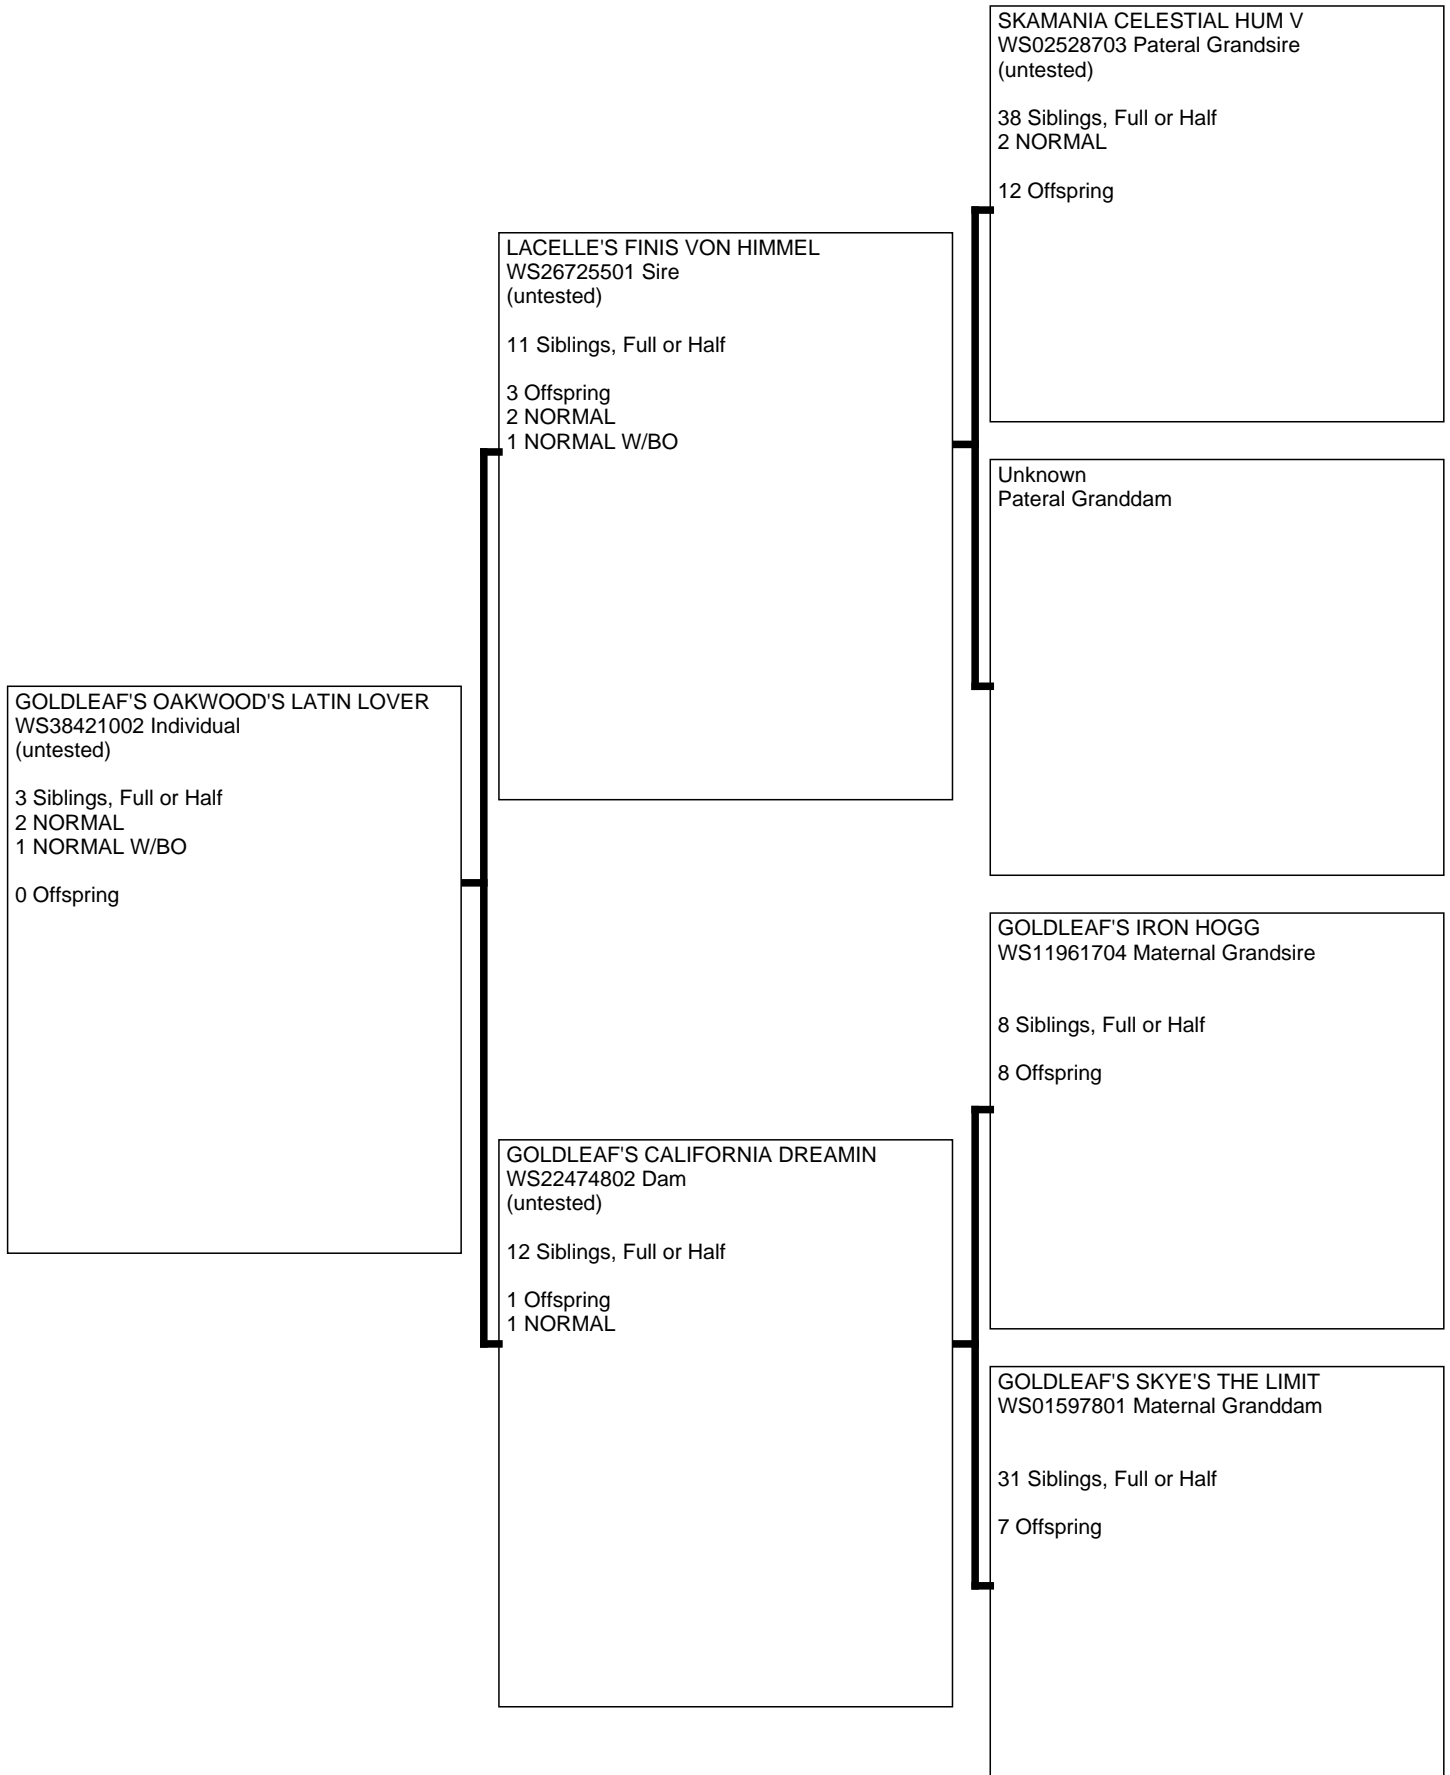 SKAMANIA CELESTIAL HUM V
WS02528703 Pateral Grandsire
(untested)
38 Siblings, Full or Half
2 NORMAL
12 Offspring
LACELLE'S FINIS VON HIMMEL
WS26725501 Sire
(untested)
11 Siblings, Full or Half
3 Offspring
2 NORMAL
1 NORMAL W/BO
Unknown
Pateral Granddam
GOLDLEAF'S OAKWOOD'S LATIN LOVER
WS38421002 Individual
(untested)
3 Siblings, Full or Half
2 NORMAL
1 NORMAL W/BO
0 Offspring
GOLDLEAF'S IRON HOGG
WS11961704 Maternal Grandsire
8 Siblings, Full or Half
8 Offspring
GOLDLEAF'S CALIFORNIA DREAMIN
WS22474802 Dam
(untested)
12 Siblings, Full or Half
1 Offspring
1 NORMAL
GOLDLEAF'S SKYE'S THE LIMIT
WS01597801 Maternal Granddam
31 Siblings, Full or Half
7 Offspring